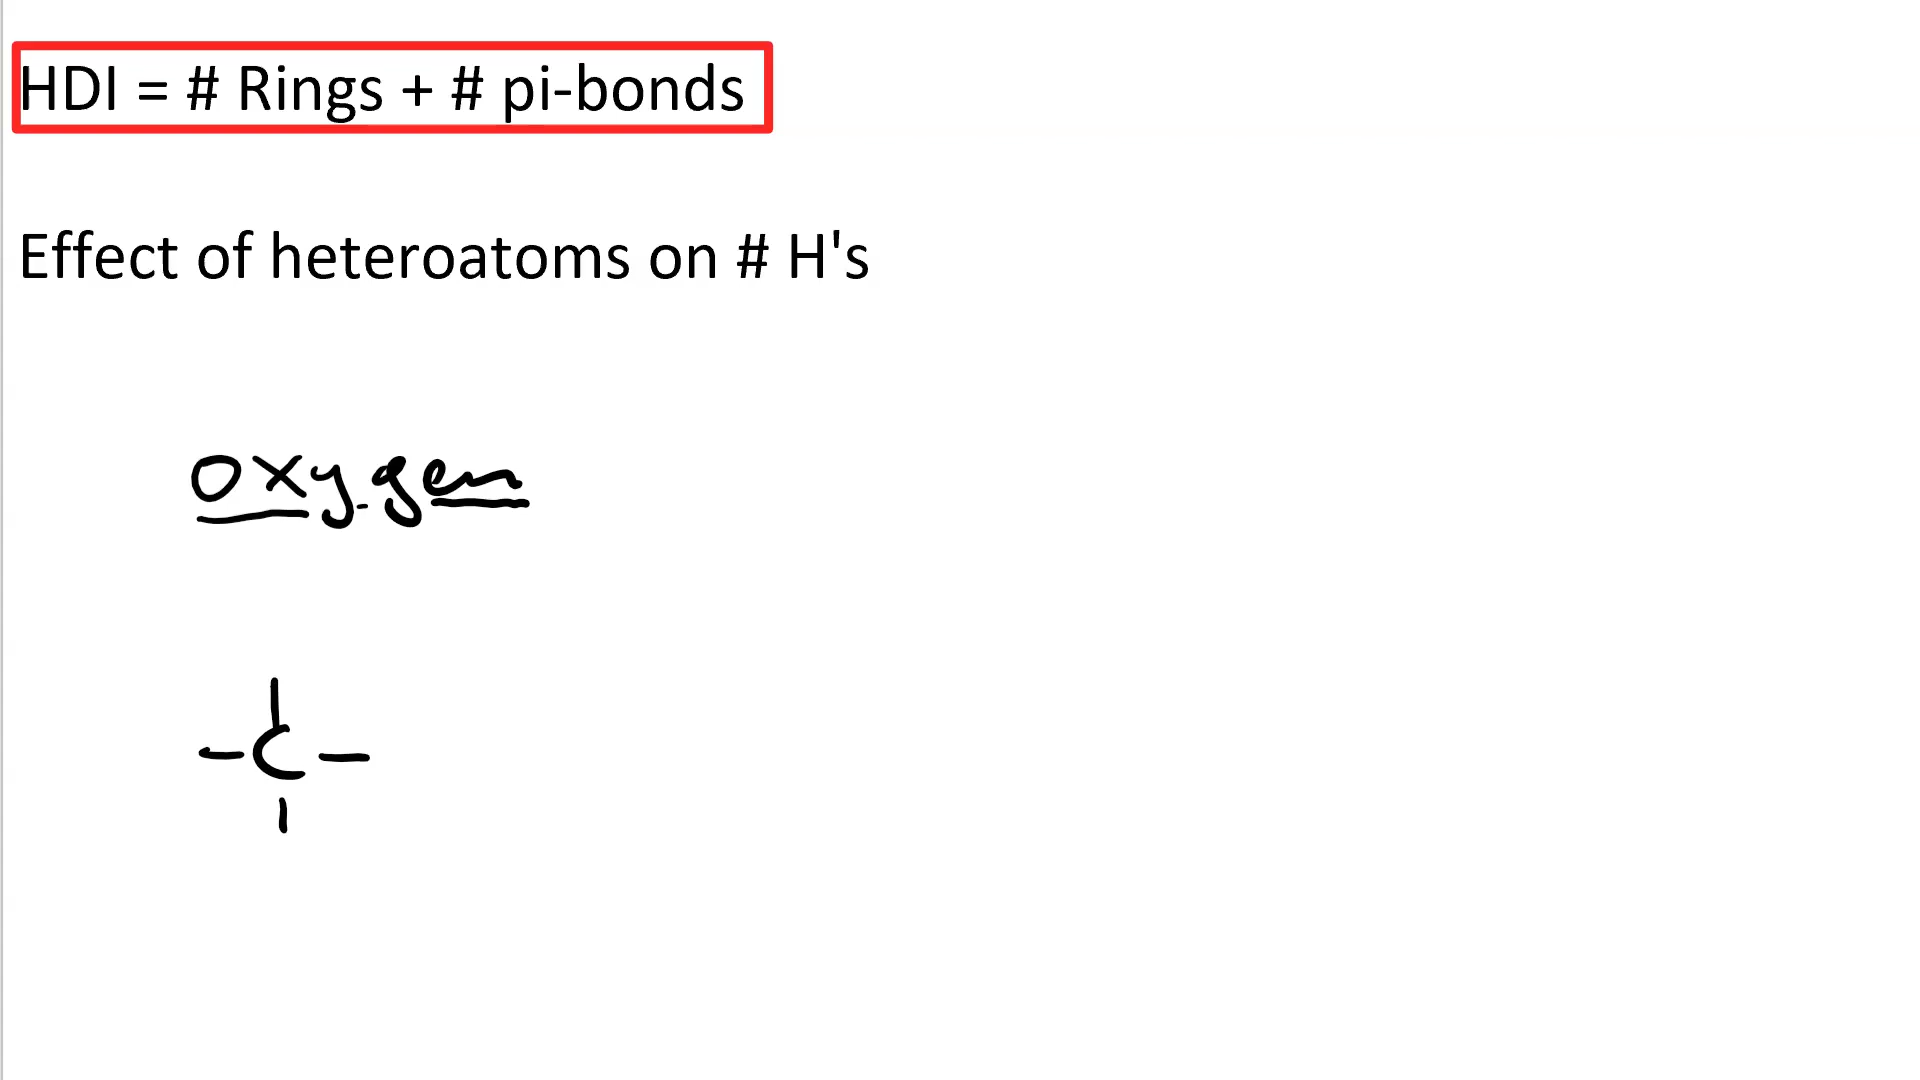 HDI = # Rings + # pi-bonds
Effect of heteroatoms on # H's
oxygen
-C-